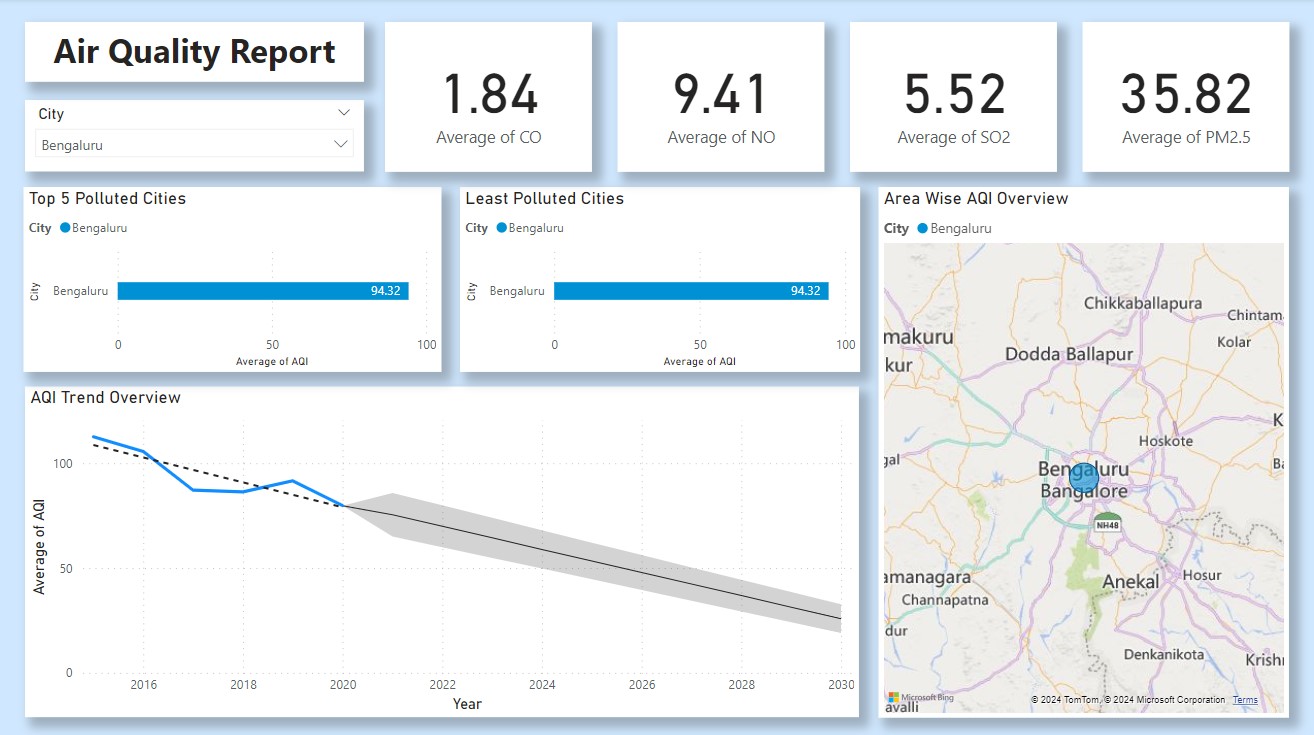 Air Quality Report
City
Bengaluru
1.84
Average of CO
9.41
Average of NO
5.52
Average of SO2
35.82
Average of PM2.5
Top 5 Polluted Cities
City Bengaluru
City
Bengaluru
94.32
0 50 100
Average of AQI
Least Polluted Cities
City Bengaluru
City
Bengaluru
94.32
0 50 100
Average of AQI
AQI Trend Overview
Average of AQI
100
50
0
2016 2018 2020 2022 2024 2026 2028 2030
Year
Area Wise AQI Overview
City Bengaluru
Chikkaballapura
Chintam
makuru
Kolar
kur
Dodda Ballapur
K
Hoskote
gal
Ba
Bengaluru
Bangalore
NH48
amanagara
Anekal
Hosur
Channapatna
dur
Denkanikota
Krishn
Microsoft Bing
© 2024 TomTom, © 2024 Microsoft Corporation Terms
avalli